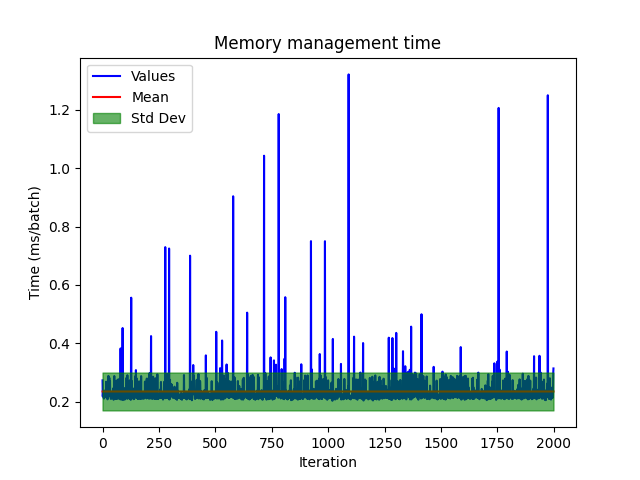 Memory management time
Values
Mean
Std Dev
Time (ms/batch)
1.2
1.0
0.8
0.6
0.4
0.2
0 250 500 750 1000 1250 1500 1750 2000
Iteration